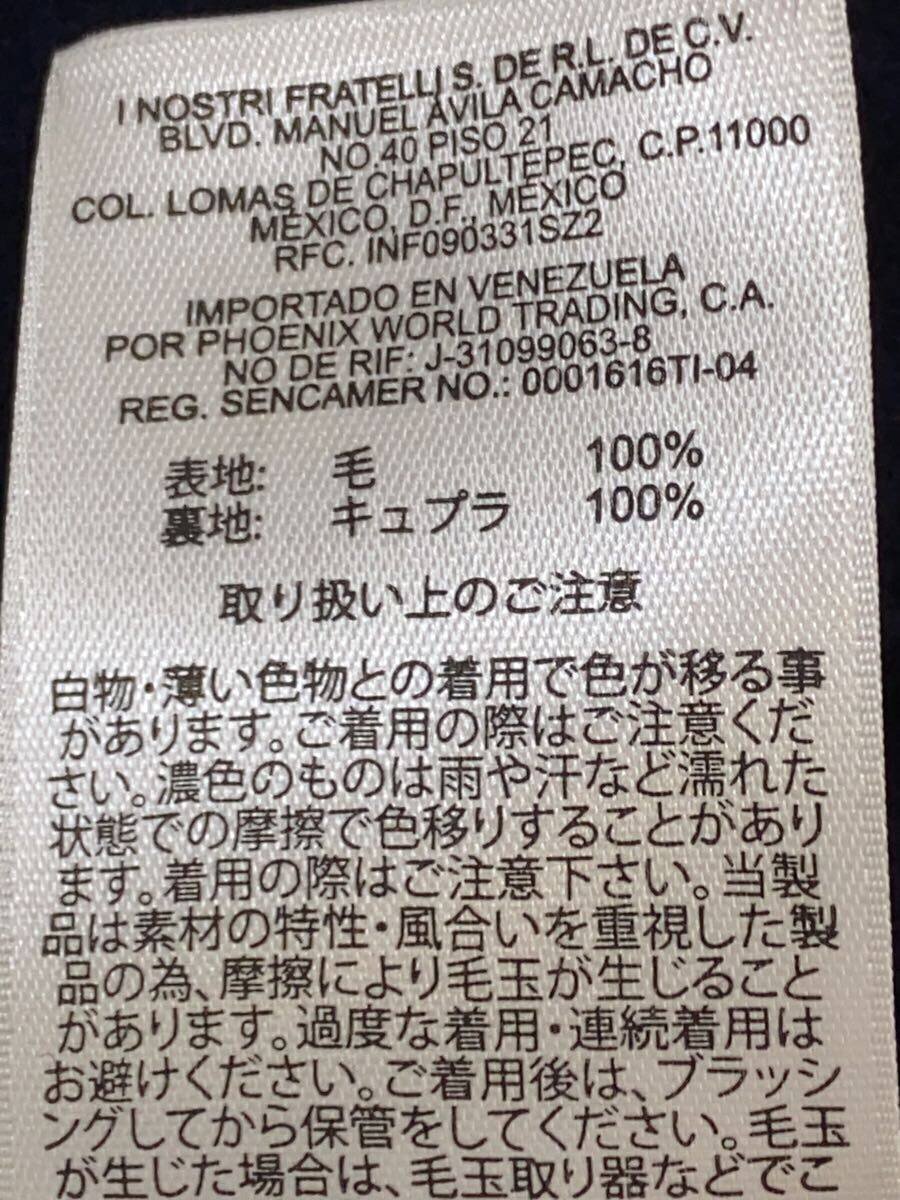 I NOSTRI FRATELLI S. DE R.L. DE C.V.
BLVD. MANUEL ÁVILA CAMACHO
NO.40 PISO 21
COL. LOMAS DE CHAPULTEPEC, C.P.11000
MÉXICO, D.F., MÉXICO
RFC. INF090331SZ2
IMPORTADO EN VENEZUELA
POR PHOENIX WORLD TRADING, C.A.
NO DE RIF: J-31099063-8
REG. SENCAMER NO.: 0001616TI-04
表地: 毛 100%
裏地: キュプラ 100%
取り扱い上のご注意
白物・薄い色物との着用で色が移る事
があります。ご着用の際はご注意くだ
さい。濃色のものは雨や汗など濡れた
状態での摩擦で色移りすることがあり
ます。着用の際はご注意下さい。当製
品は素材の特性・風合いを重視した製
品の為、摩擦により毛玉が生じること
があります。過度な着用・連続着用は
お避けください。ご着用後は、ブラッシ
ングしてから保管をしてください。毛玉
が生じた場合は、毛玉取り器などでこ